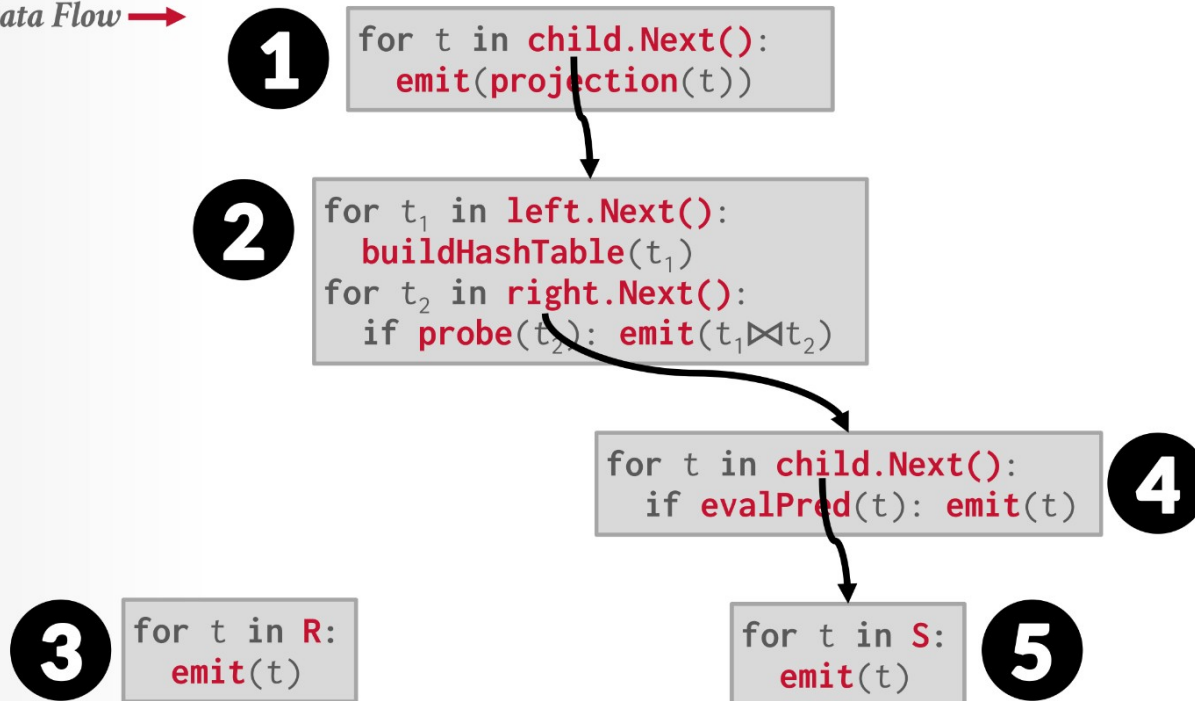 ata Flow
1
for t in child.Next():
emit(projection(t))
2
for t₁ in left.Next():
buildHashTable(t₁)
for t₂ in right.Next():
if probe(t₂): emit(t₁⨝t₂)
for t in child.Next():
if evalPred(t): emit(t)
4
3
for t in R:
emit(t)
for t in S:
emit(t)
5